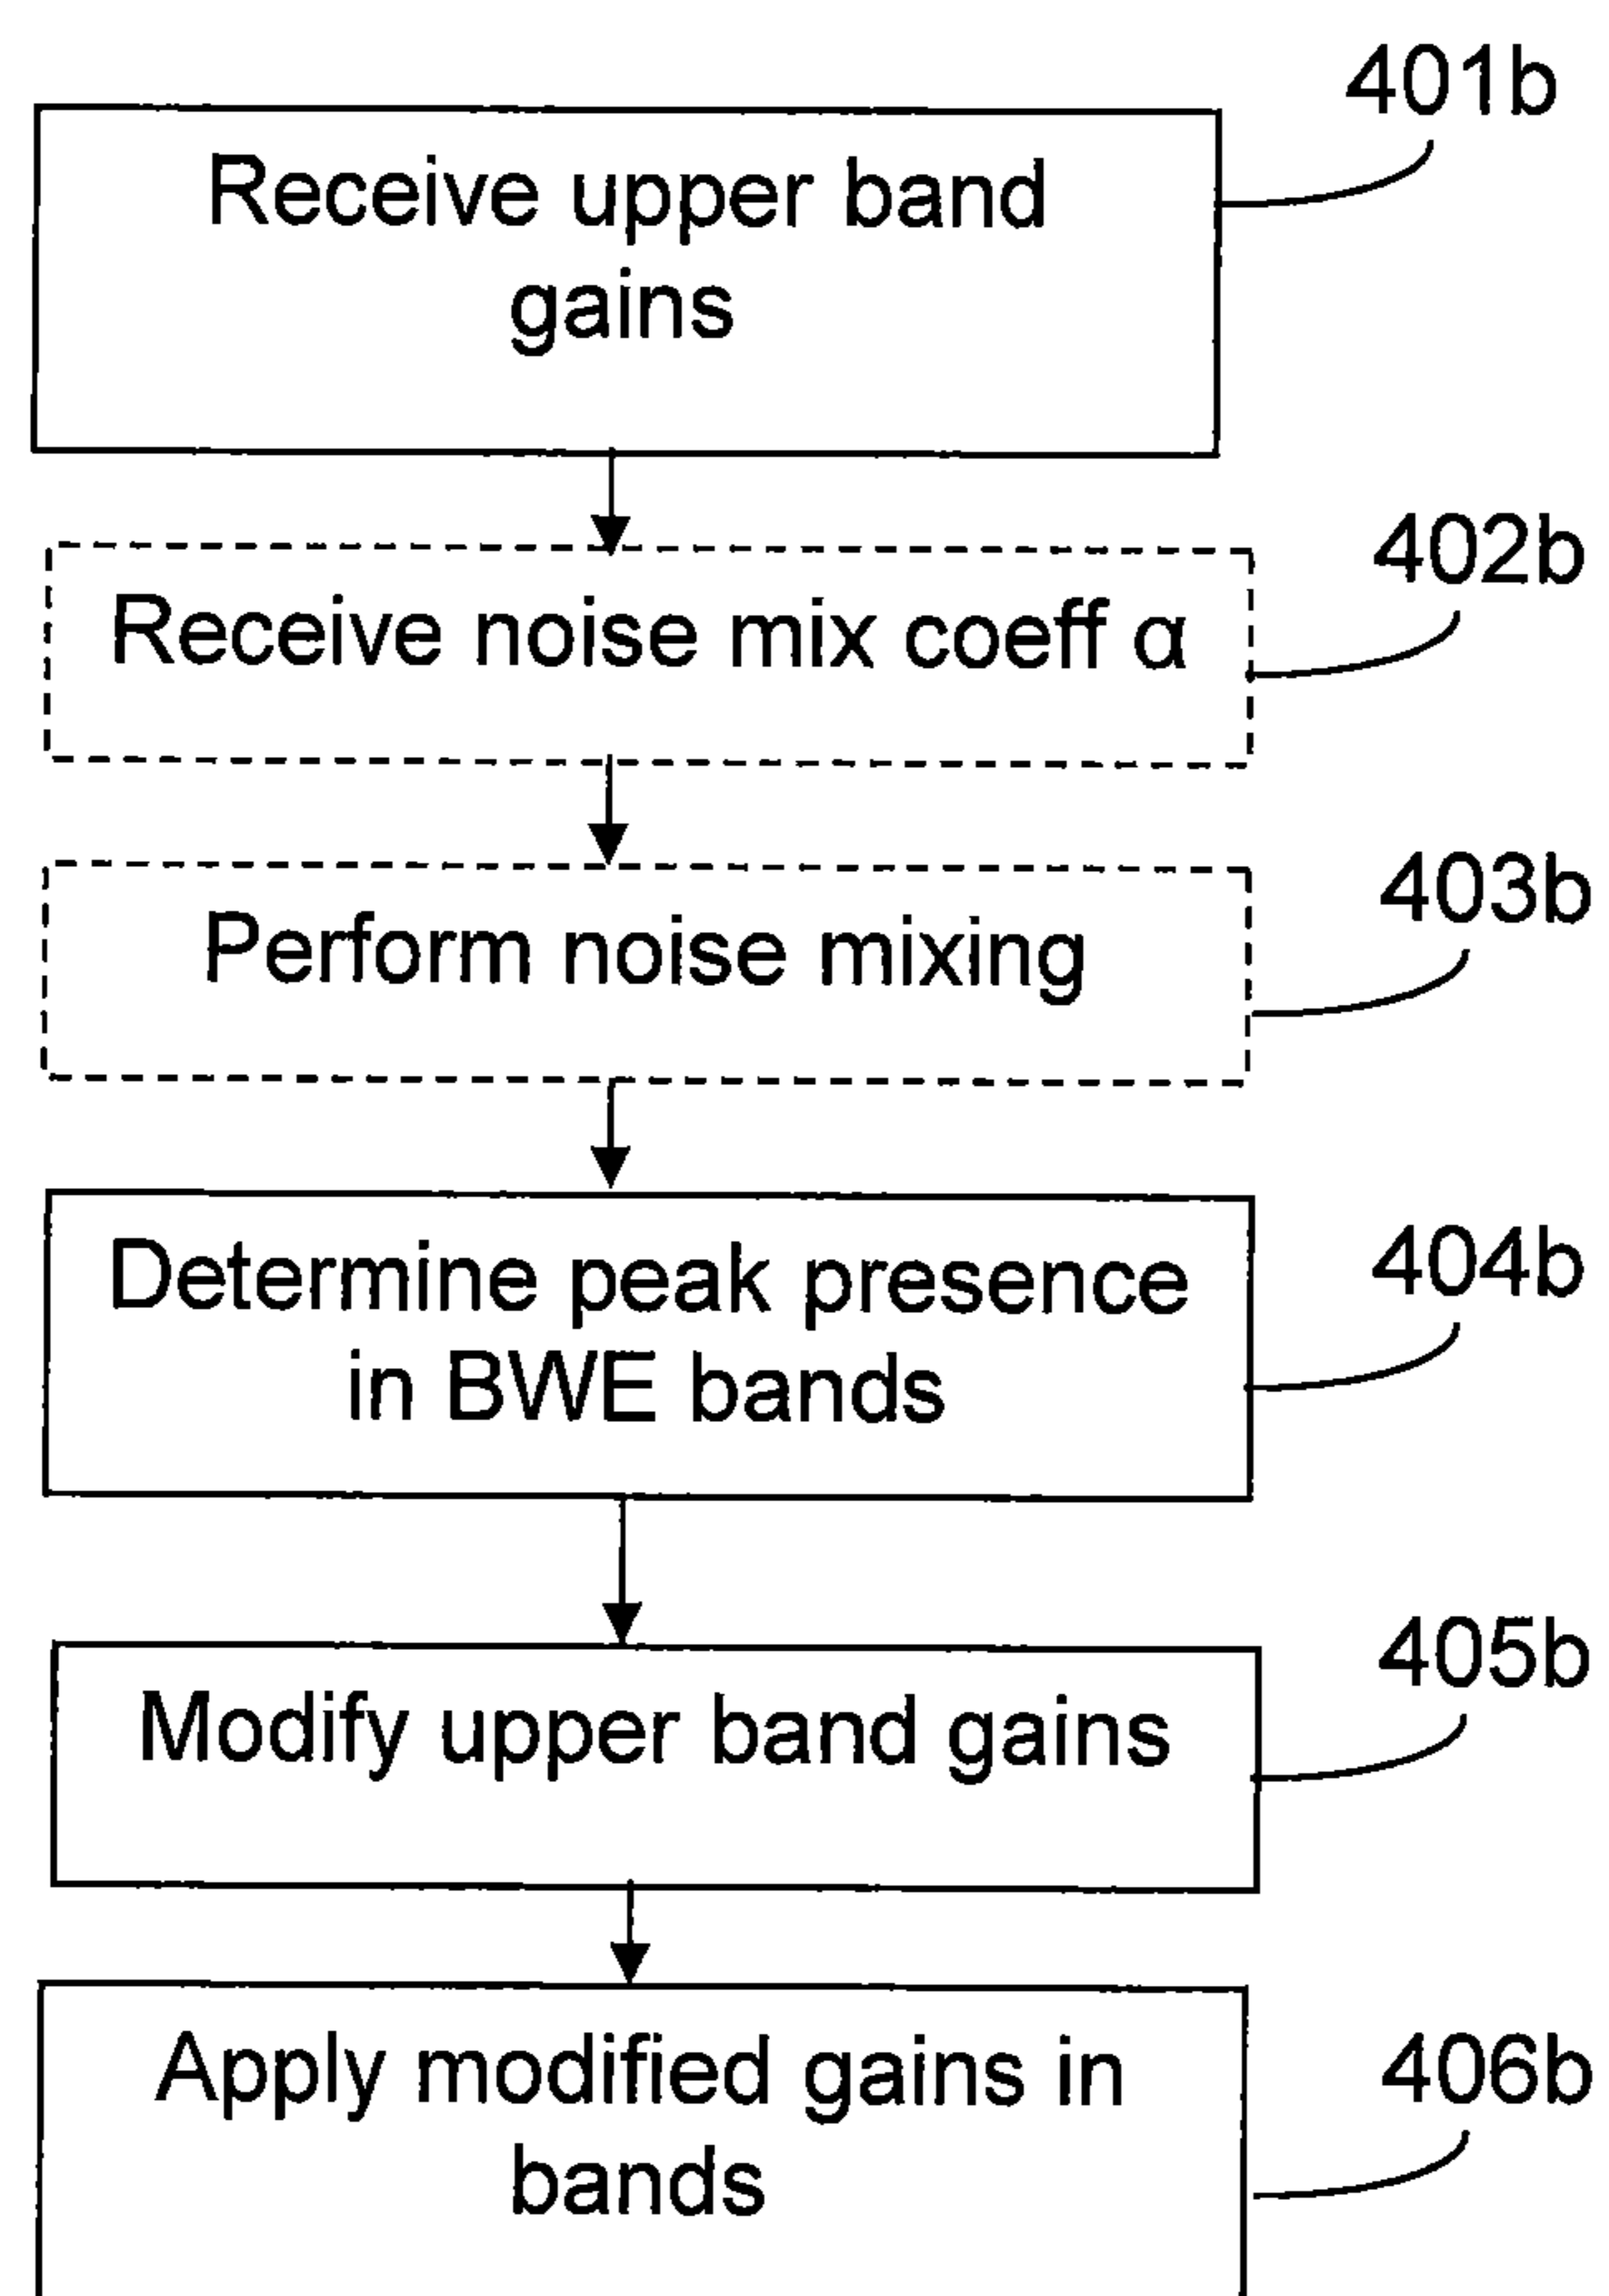 401b
Receive upper band
gains
402b
Receive noise mix coeff α
403b
Perform noise mixing
404b
Determine peak presence
in BWE bands
405b
Modify upper band gains
406b
Apply modified gains in
bands